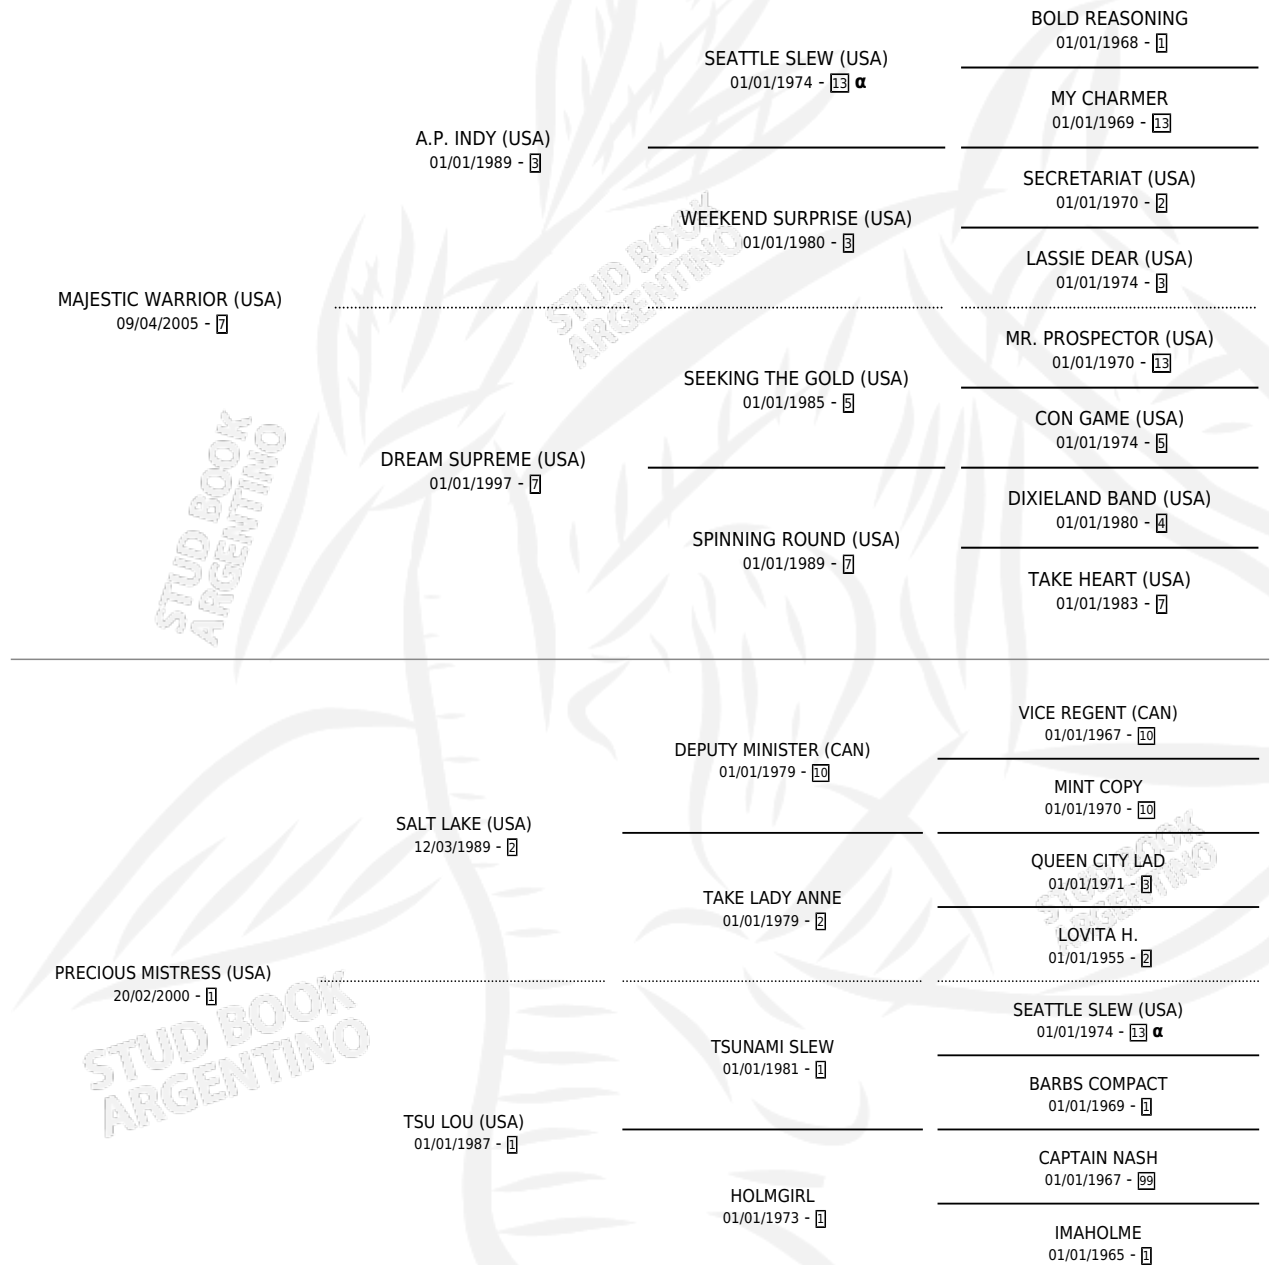 BOLD REASONING
01/01/1968 - 1
SEATTLE SLEW (USA)
01/01/1974 - 13 α
MY CHARMER
01/01/1969 - 13
A.P. INDY (USA)
01/01/1989 - 3
SECRETARIAT (USA)
01/01/1970 - 2
WEEKEND SURPRISE (USA)
01/01/1980 - 3
LASSIE DEAR (USA)
01/01/1974 - 3
STUD BOOK
ARGENTINO
MAJESTIC WARRIOR (USA)
09/04/2005 - 7
MR. PROSPECTOR (USA)
01/01/1970 - 13
SEEKING THE GOLD (USA)
01/01/1985 - 5
CON GAME (USA)
01/01/1974 - 5
DREAM SUPREME (USA)
01/01/1997 - 7
DIXIELAND BAND (USA)
01/01/1980 - 4
SPINNING ROUND (USA)
01/01/1989 - 7
TAKE HEART (USA)
01/01/1983 - 7
STUD BOOK
ARGENTINO
VICE REGENT (CAN)
01/01/1967 - 10
DEPUTY MINISTER (CAN)
01/01/1979 - 10
MINT COPY
01/01/1970 - 10
SALT LAKE (USA)
12/03/1989 - 2
QUEEN CITY LAD
01/01/1971 - 3
TAKE LADY ANNE
01/01/1979 - 2
LOVITA H.
01/01/1955 - 2
STUD BOOK
ARGENTINO
PRECIOUS MISTRESS (USA)
20/02/2000 - 1
SEATTLE SLEW (USA)
01/01/1974 - 13 α
TSUNAMI SLEW
01/01/1981 - 1
BARBS COMPACT
01/01/1969 - 1
TSU LOU (USA)
01/01/1987 - 1
CAPTAIN NASH
01/01/1967 - 99
HOLMGIRL
01/01/1973 - 1
IMAHOLME
01/01/1965 - 1
STUD BOOK
ARGENTINO